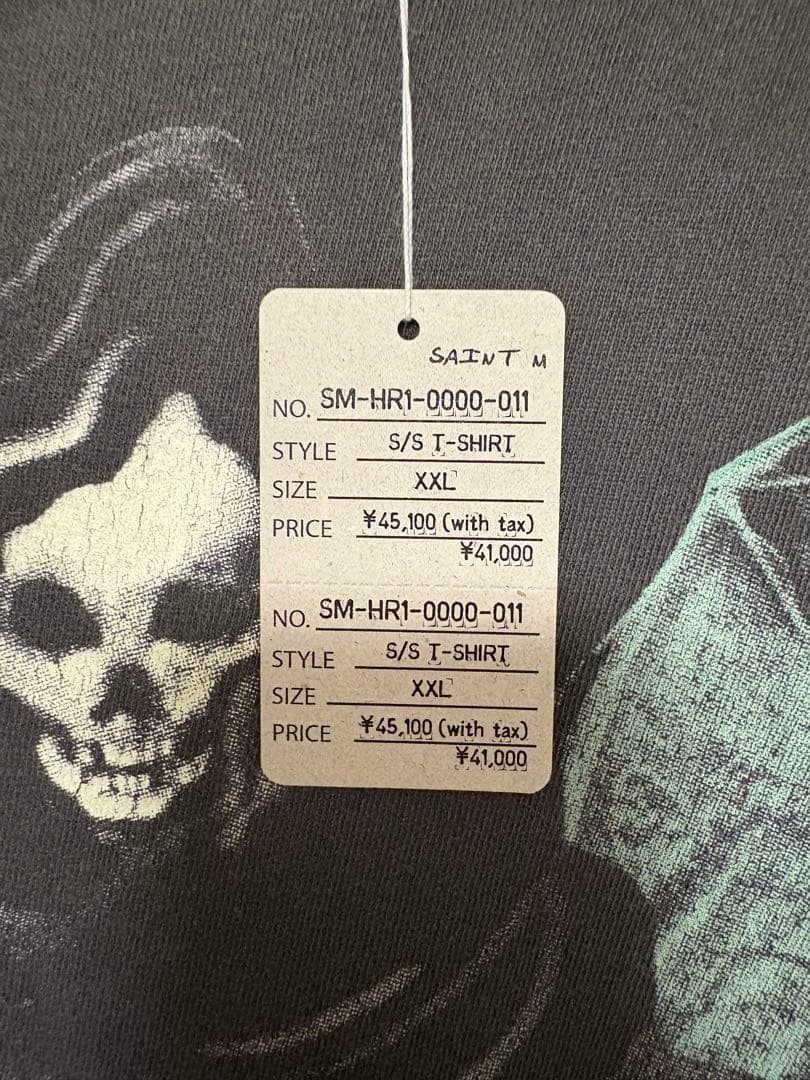 SAINT M
NO. SM-HR1-0000-011
STYLE S/S T-SHIRT
SIZE XXL
PRICE ¥45,100 (with tax)
¥41,000
NO. SM-HR1-0000-011
STYLE S/S T-SHIRT
SIZE XXL
PRICE ¥45,100 (with tax)
¥41,000